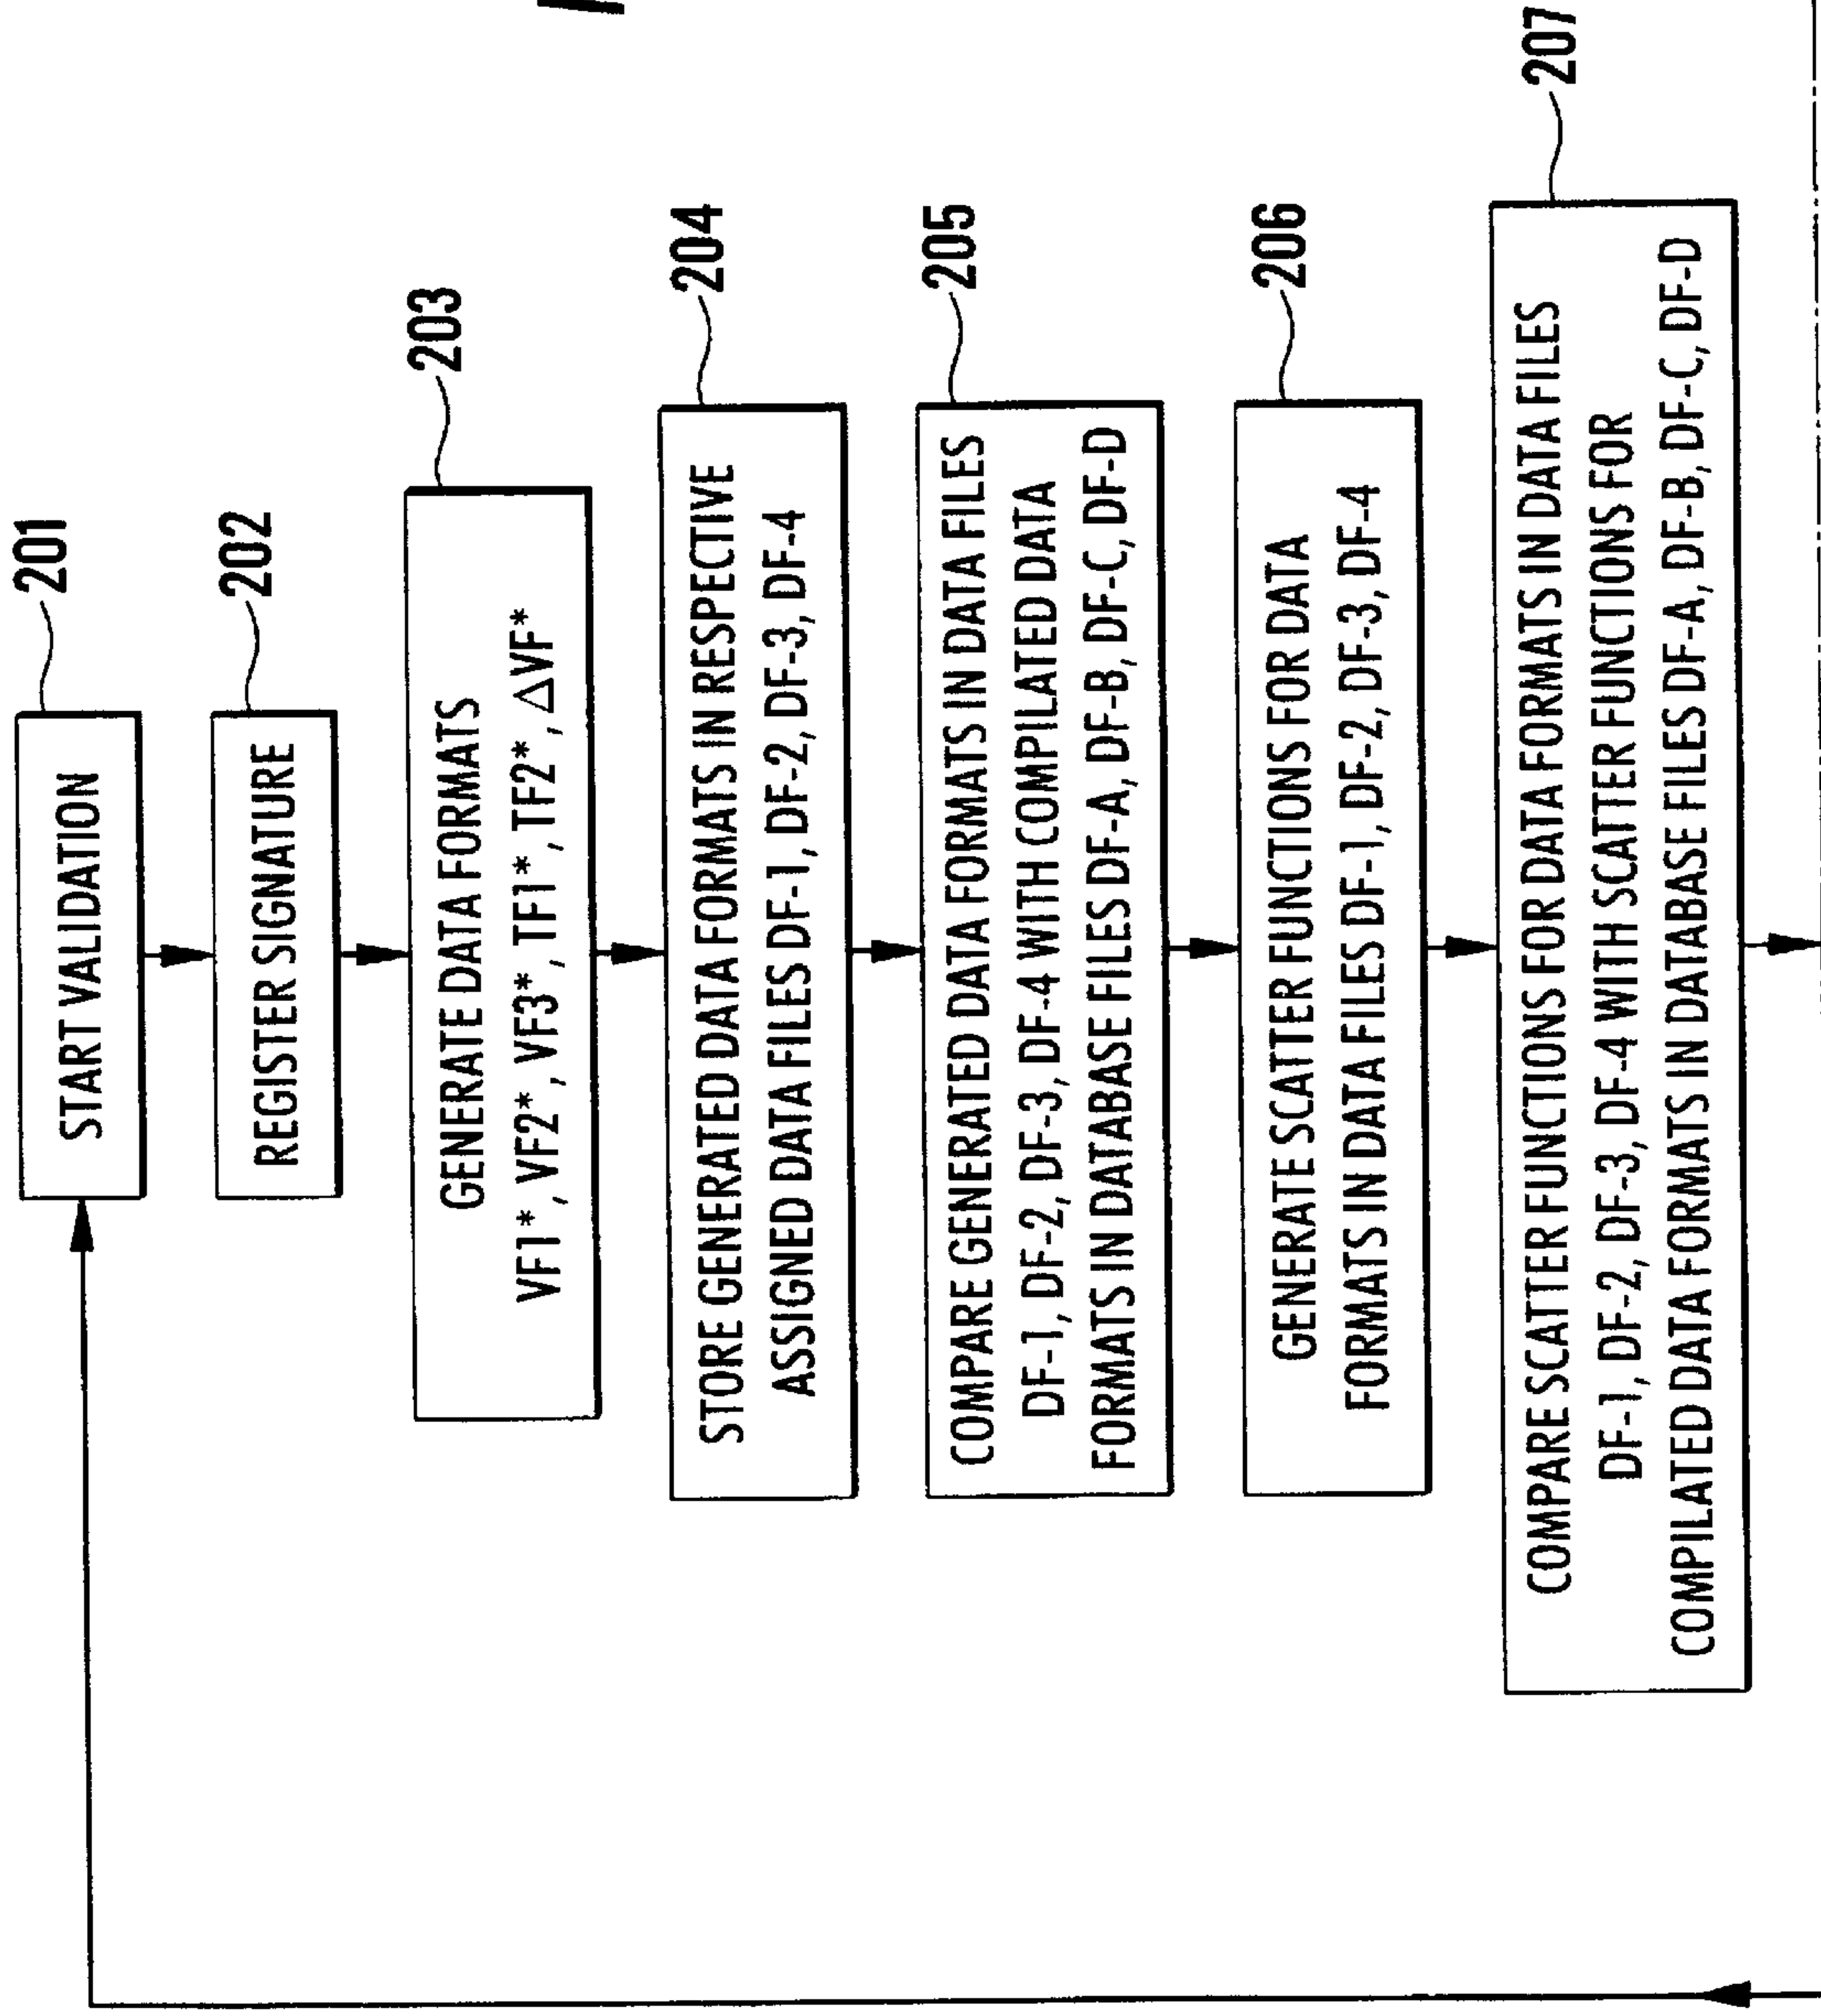 201
START VALIDATION
202
REGISTER SIGNATURE
203
GENERATE DATA FORMATS
VF1*, VF2*, VF3*, TF1*, TF2*, △VF*
204
STORE GENERATED DATA FORMATS IN RESPECTIVE
ASSIGNED DATA FILES DF-1, DF-2, DF-3, DF-4
205
COMPARE GENERATED DATA FORMATS IN DATA FILES
DF-1, DF-2, DF-3, DF-4 WITH COMPILATED DATA
FORMATS IN DATABASE FILES DF-A, DF-B, DF-C, DF-D
206
GENERATE SCATTER FUNCTIONS FOR DATA
FORMATS IN DATA FILES DF-1, DF-2, DF-3, DF-4
207
COMPARE SCATTER FUNCTIONS FOR DATA FORMATS IN DATA FILES
DF-1, DF-2, DF-3, DF-4 WITH SCATTER FUNCTIONS FOR
COMPILATED DATA FORMATS IN DATABASE FILES DF-A, DF-B, DF-C, DF-D